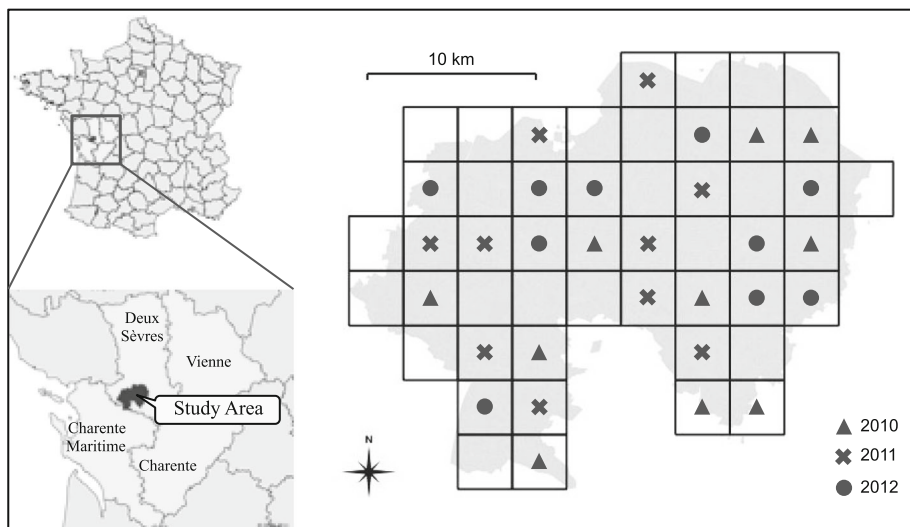 10 km
Deux
Sèvres
Vienne
Study Area
Charente
Maritime
Charente
N
2010
2011
2012